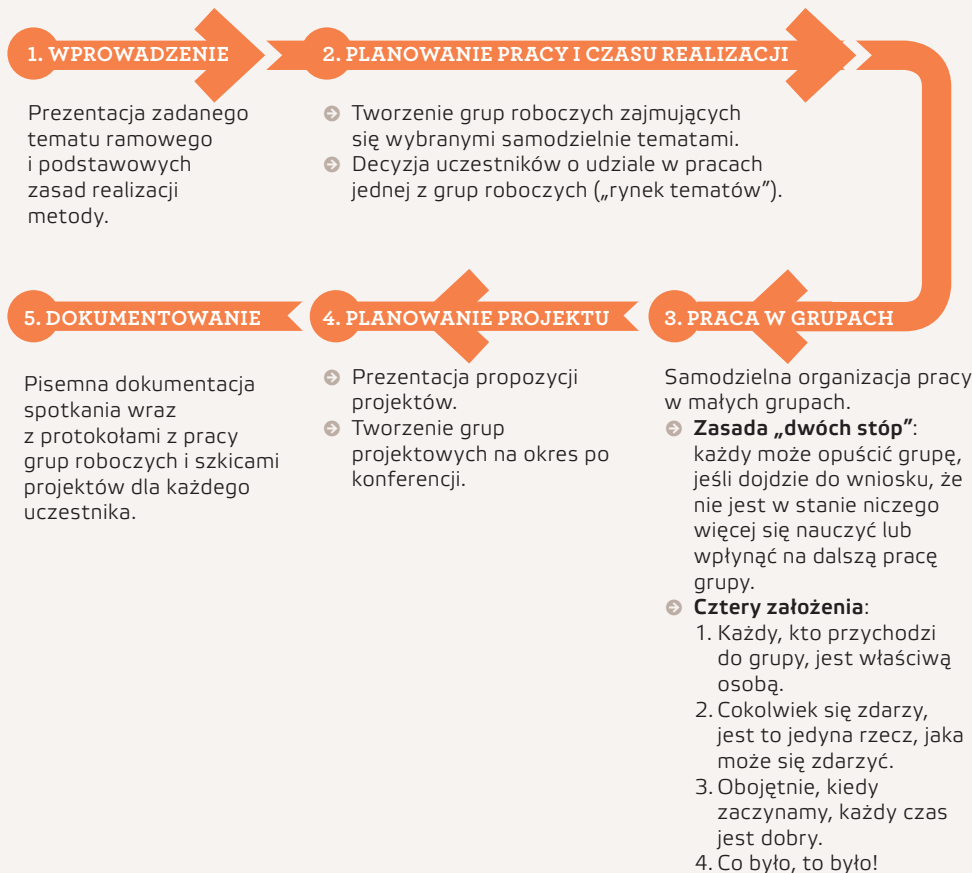 1. WPROWADZENIE
Prezentacja zadanego
tematu ramowego
i podstawowych
zasad realizacji
metody.
2. PLANOWANIE PRACY I CZASU REALIZACJI
Tworzenie grup roboczych zajmujących
się wybranymi samodzielnie tematami.
Decyzja uczestników o udziale w pracach
jednej z grup roboczych („rynek tematów”).
3. PRACA W GRUPACH
Samodzielna organizacja pracy
w małych grupach.
Zasada „dwóch stóp”:
każdy może opuścić grupę,
jeśli dojdzie do wniosku, że
nie jest w stanie niczego
więcej się nauczyć lub
wpłynąć na dalszą pracę
grupy.
Cztery założenia:
1. Każdy, kto przychodzi
do grupy, jest właściwą
osobą.
2. Cokolwiek się zdarzy,
jest to jedyna rzecz, jaka
może się zdarzyć.
3. Obojętnie, kiedy
zaczynamy, każdy czas
jest dobry.
4. Co było, to było!
4. PLANOWANIE PROJEKTU
Prezentacja propozycji
projektów.
Tworzenie grup
projektowych na okres po
konferencji.
5. DOKUMENTOWANIE
Pisemna dokumentacja
spotkania wraz
z protokołami z pracy
grup roboczych i szkicami
projektów dla każdego
uczestnika.